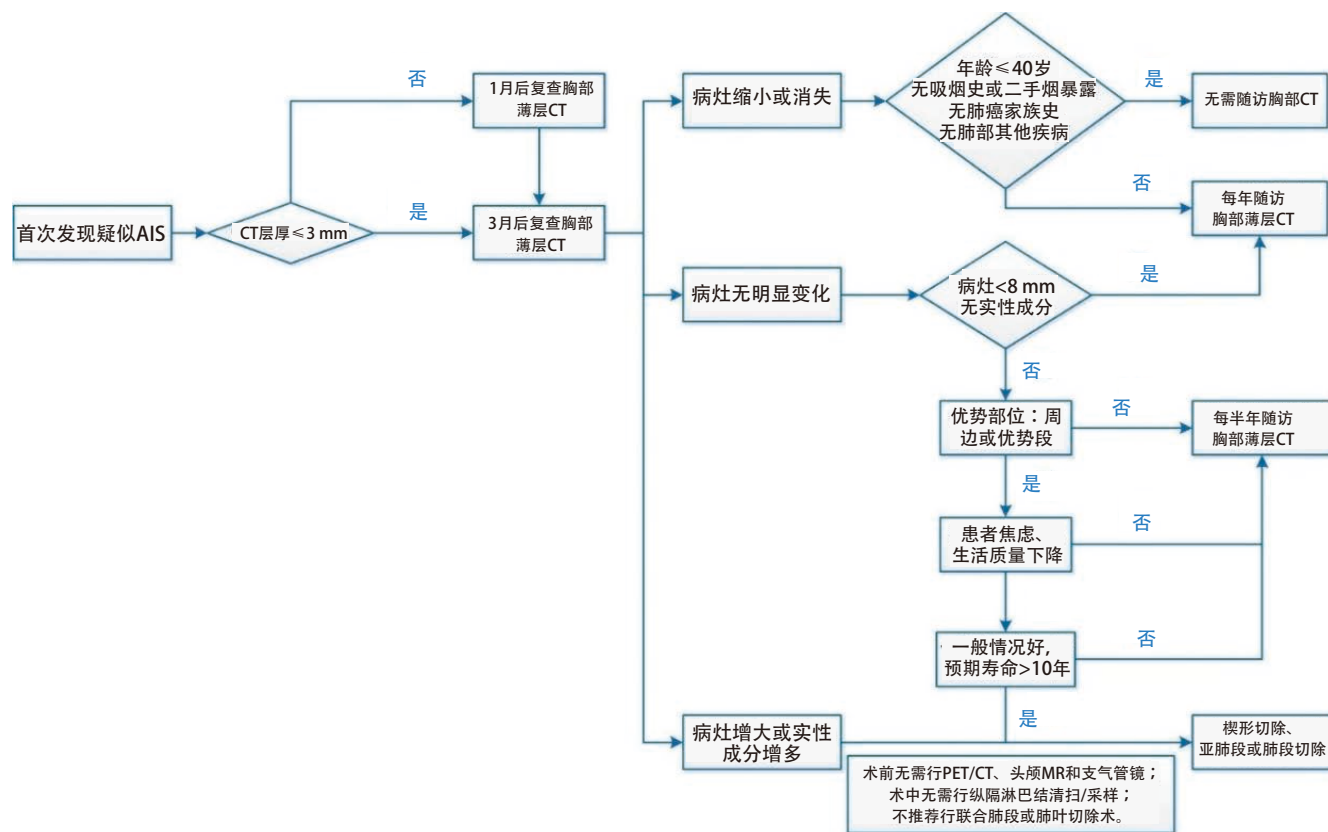 首次发现疑似AIS
CT层厚≤3 mm
否
是
1月后复查胸部
薄层CT
3月后复查胸部
薄层CT
病灶缩小或消失
年龄≤40岁
无吸烟史或二手烟暴露
无肺癌家族史
无肺部其他疾病
是
无需随访胸部CT
否
每年随访
胸部薄层CT
病灶无明显变化
病灶<8 mm
无实性成分
是
否
优势部位：周
边或优势段
否
每半年随访
胸部薄层CT
是
患者焦虑、
生活质量下降
否
一般情况好,
预期寿命>10年
否
是
病灶增大或实性
成分增多
楔形切除、
亚肺段或肺段切除
术前无需行PET/CT、头颅MR和支气管镜；
术中无需行纵隔淋巴结清扫/采样；
不推荐行联合肺段或肺叶切除术。